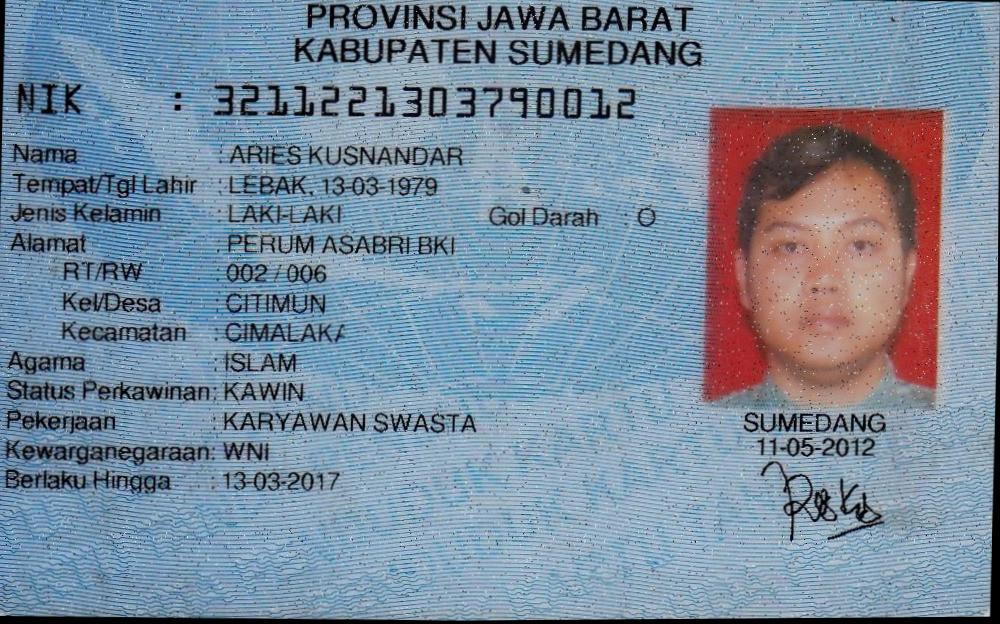 PROVINSI JAWA BARAT
KABUPATEN SUMEDANG
NIK : 3211221303790012
Nama : ARIES KUSNANDAR
Tempat/Tgl Lahir : LEBAK, 13-03-1979
Jenis Kelamin : LAKI-LAKI Gol Darah : O
Alamat : PERUM ASABRI BKI
RT/RW : 002 / 006
Kel/Desa : CITIMUN
Kecamatan : CIMALAKA
Agama : ISLAM
Status Perkawinan: KAWIN
Pekerjaan : KARYAWAN SWASTA
Kewarganegaraan: WNI
Berlaku Hingga : 13-03-2017
SUMEDANG
11-05-2012